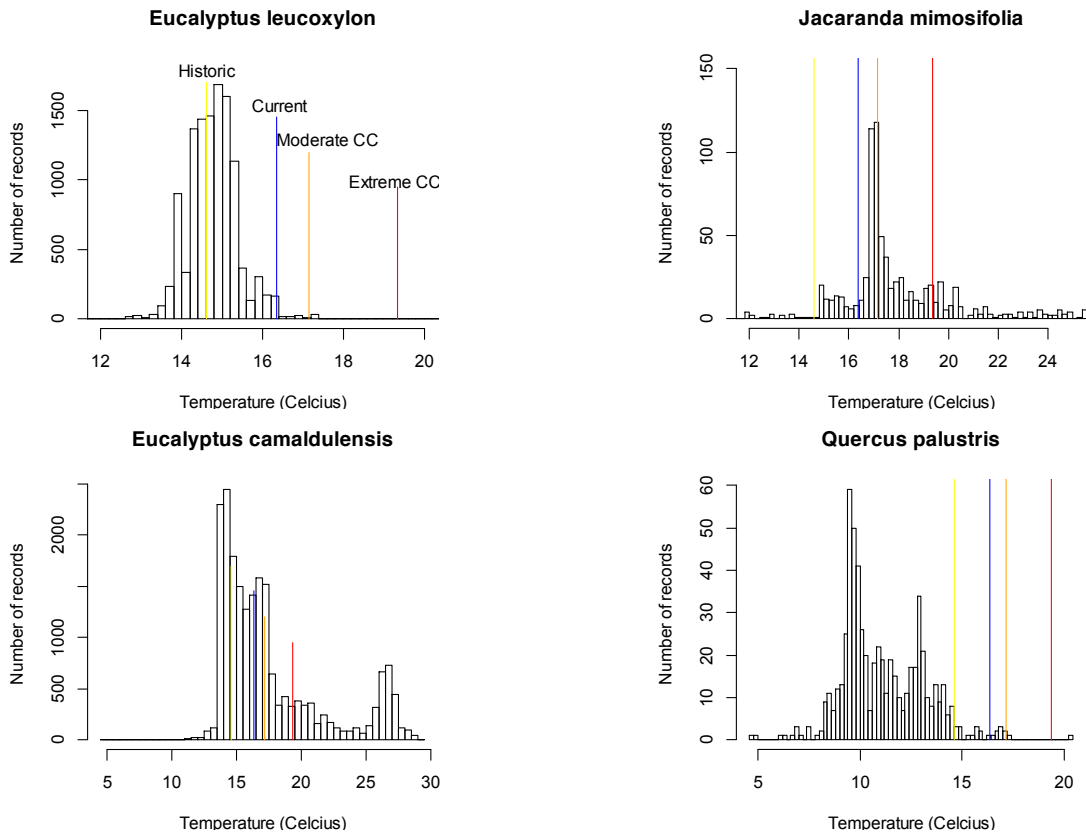 Eucalyptus leucoxylon
Number of records
0
500
1000
1500
Historic
Current
Moderate CC
Extreme CC
12 14 16 18 20
Temperature (Celcius)
Jacaranda mimosifolia
Number of records
0
50
100
150
12 14 16 18 20 22 24
Temperature (Celcius)
Eucalyptus camaldulensis
Number of records
0
500
1000
2000
5 10 15 20 25 30
Temperature (Celcius)
Quercus palustris
Number of records
0
10
20
30
40
50
60
5 10 15 20
Temperature (Celcius)